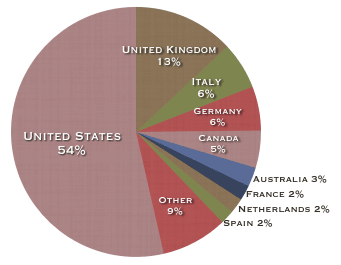 United Kingdom
13%
Italy
6%
Germany
6%
Canada
5%
United States
54%
Australia 3%
France 2%
Netherlands 2%
Spain 2%
Other
9%